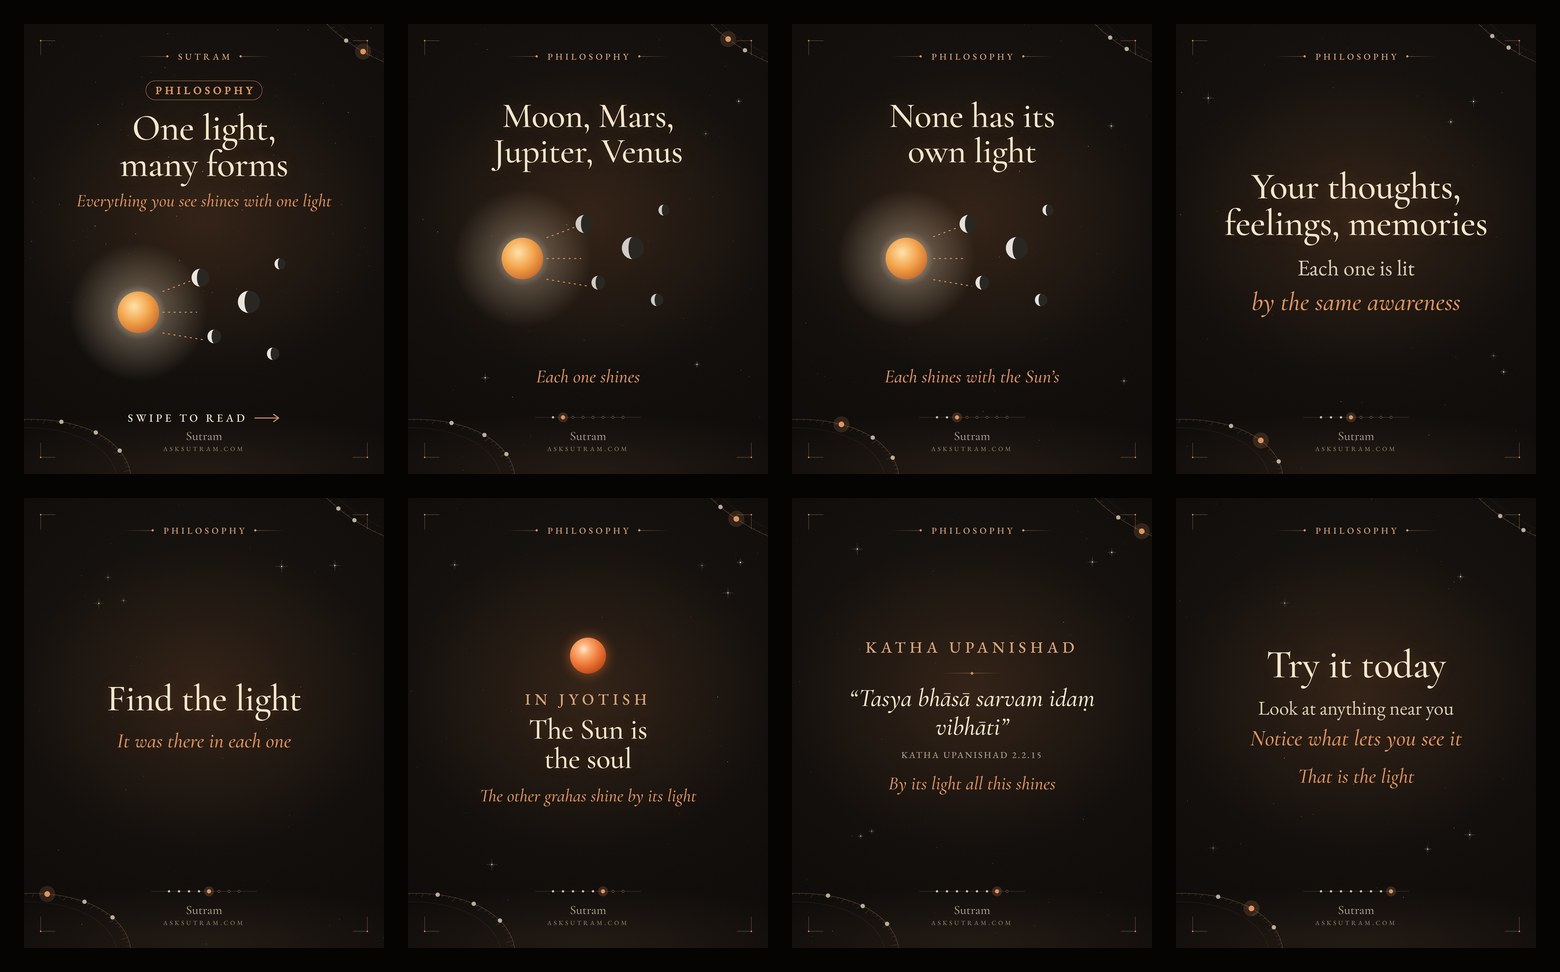 SUTRAM
PHILOSOPHY
One light,
many forms
Everything you see shines with one light
SWIPE TO READ
Sutram
ASKSUTRAM.COM
PHILOSOPHY
Moon, Mars,
Jupiter, Venus
Each one shines
Sutram
ASKSUTRAM.COM
PHILOSOPHY
None has its
own light
Each shines with the Sun’s
Sutram
ASKSUTRAM.COM
PHILOSOPHY
Your thoughts,
feelings, memories
Each one is lit
by the same awareness
Sutram
ASKSUTRAM.COM
PHILOSOPHY
Find the light
It was there in each one
Sutram
ASKSUTRAM.COM
PHILOSOPHY
IN JYOTISH
The Sun is
the soul
The other grahas shine by its light
Sutram
ASKSUTRAM.COM
PHILOSOPHY
KATHA UPANISHAD
“Tasya bhāsā sarvam idaṃ
vibhāti”
KATHA UPANISHAD 2.2.15
By its light all this shines
Sutram
ASKSUTRAM.COM
PHILOSOPHY
Try it today
Look at anything near you
Notice what lets you see it
That is the light
Sutram
ASKSUTRAM.COM